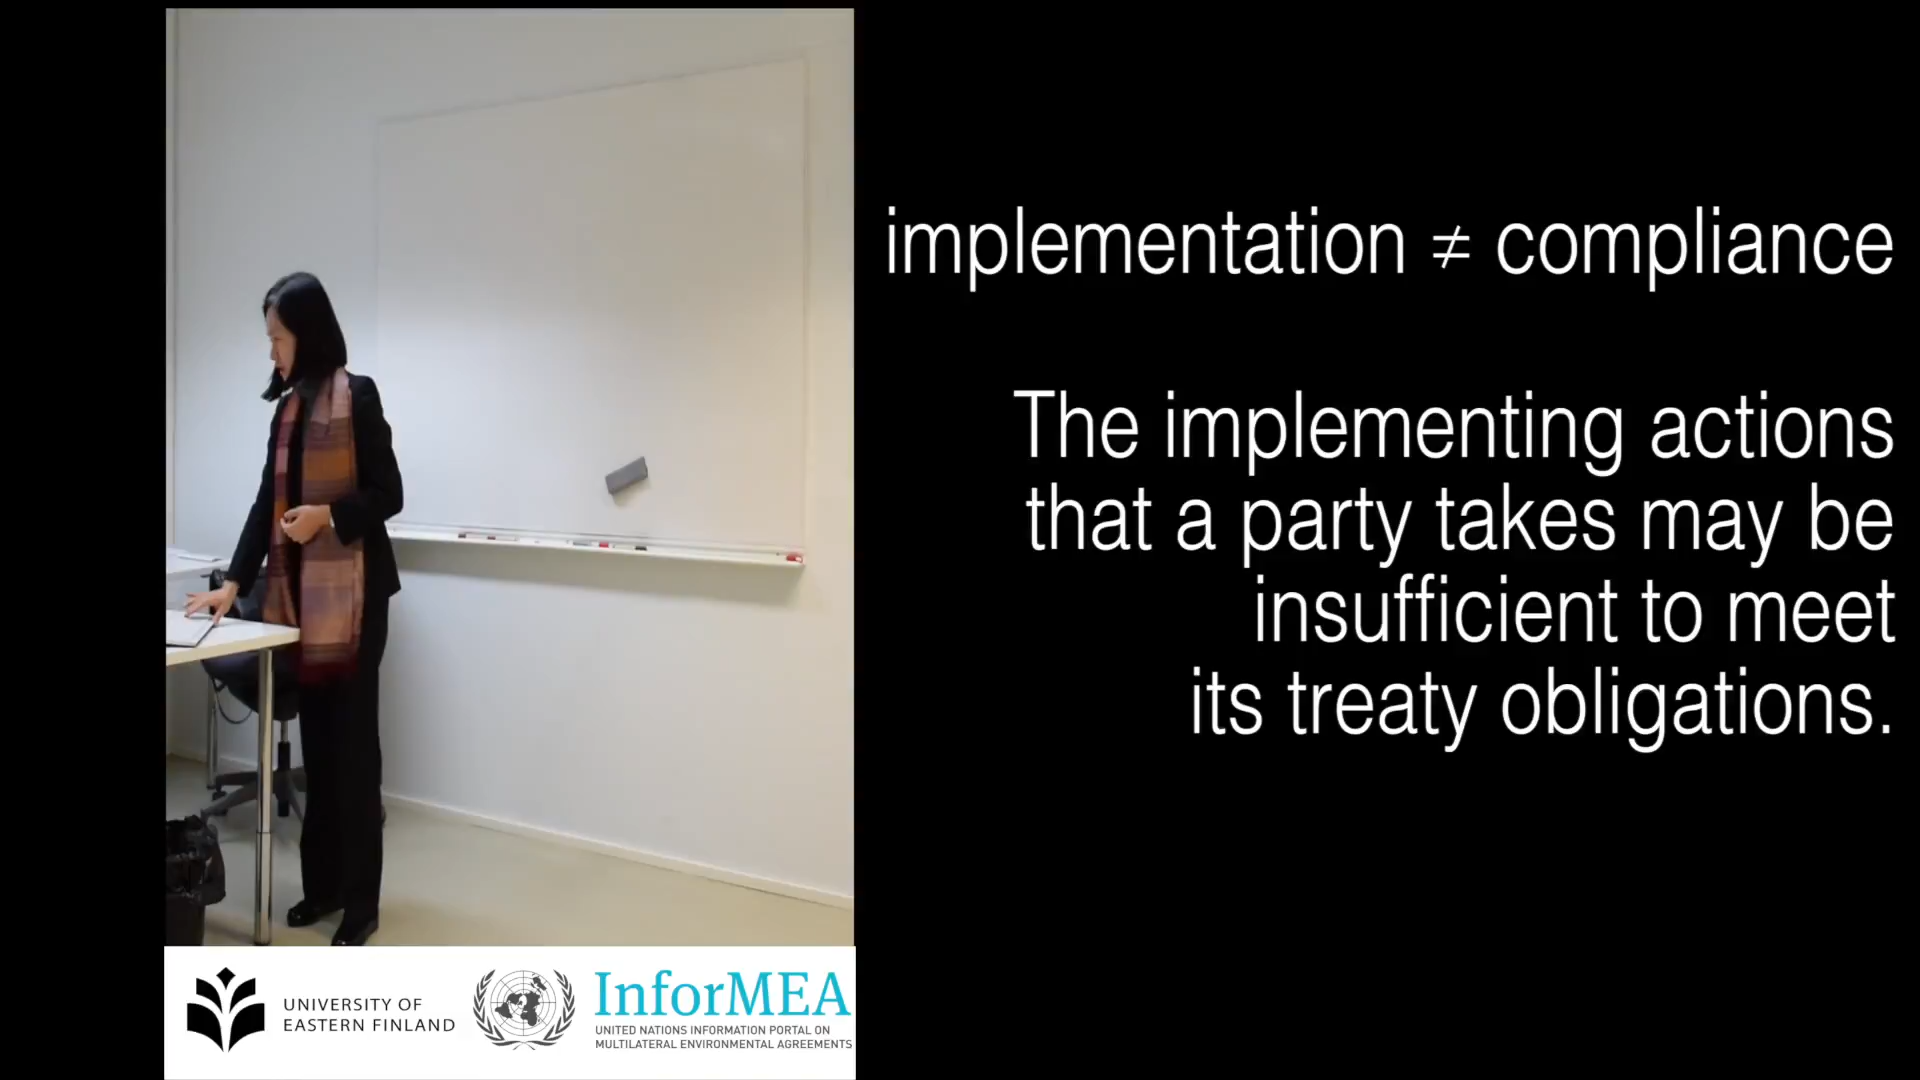 implementation ≠ compliance
The implementing actions
that a party takes may be
insufficient to meet
its treaty obligations.
UNIVERSITY OF
EASTERN FINLAND
InforMEA
UNITED NATIONS INFORMATION PORTAL ON
MULTILATERAL ENVIRONMENTAL AGREEMENTS